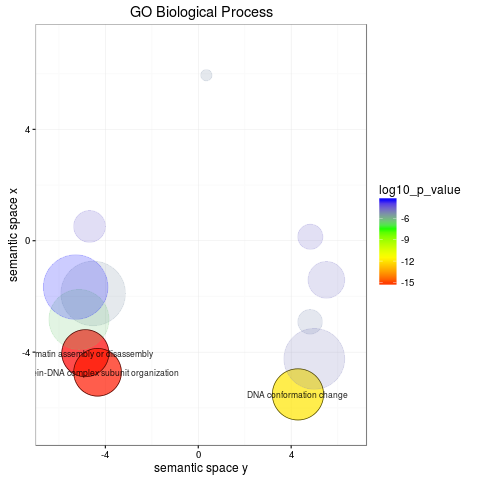 GO Biological Process
semantic space x
4
0
-4
matin assembly or disassembly
ein-DNA complex subunit organization
DNA conformation change
-4
0
4
semantic space y
log10_p_value
-6
-9
-12
-15